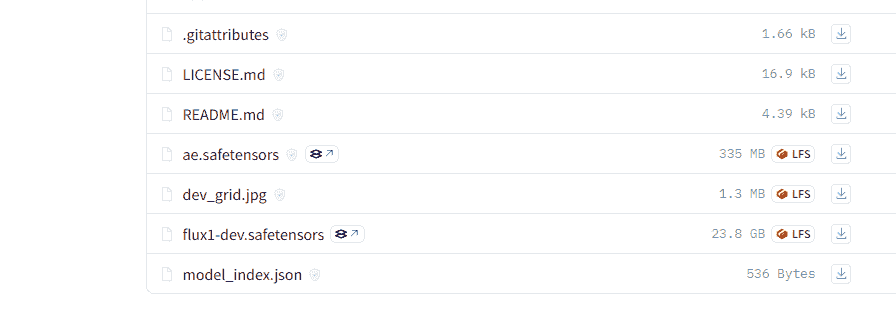 .gitattributes 1.66 kB
LICENSE.md 16.9 kB
README.md 4.39 kB
ae.safetensors 335 MB LFS
dev_grid.jpg 1.3 MB LFS
flux1-dev.safetensors 23.8 GB LFS
model_index.json 536 Bytes